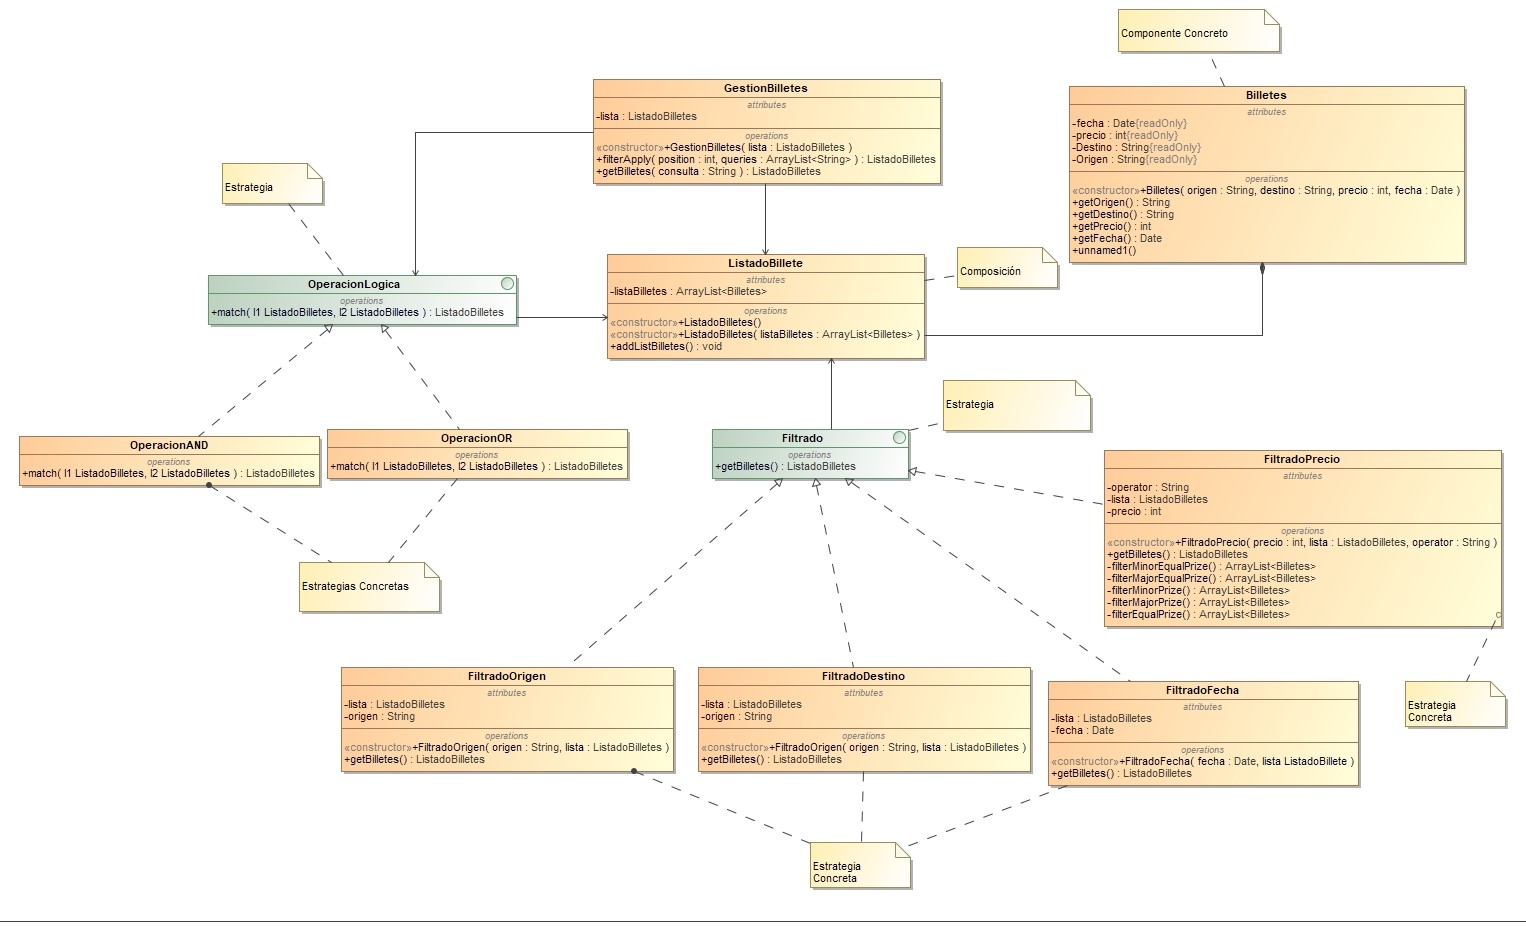 Componente Concreto
GestionBilletes
attributes
-lista : ListadoBilletes
operations
«constructor»+GestionBilletes( lista : ListadoBilletes )
+filterApply( position : int, queries : ArrayList<String> ) : ListadoBilletes
+getBilletes( consulta : String ) : ListadoBilletes
Billetes
attributes
-fecha : Date{readOnly}
-precio : int{readOnly}
-Destino : String{readOnly}
-Origen : String{readOnly}
operations
«constructor»+Billetes( origen : String, destino : String, precio : int, fecha : Date )
+getOrigen() : String
+getDestino() : String
+getPrecio() : int
+getFecha() : Date
+unnamed1()
Estrategia
OperacionLogica
operations
+match( l1 ListadoBilletes, l2 ListadoBilletes ) : ListadoBilletes
ListadoBillete
attributes
-listaBilletes : ArrayList<Billetes>
operations
«constructor»+ListadoBilletes()
«constructor»+ListadoBilletes( listaBilletes : ArrayList<Billetes> )
+addListBilletes() : void
Composición
Estrategia
OperacionAND
operations
+match( l1 ListadoBilletes, l2 ListadoBilletes ) : ListadoBilletes
OperacionOR
operations
+match( l1 ListadoBilletes, l2 ListadoBilletes ) : ListadoBilletes
Filtrado
operations
+getBilletes() : ListadoBilletes
FiltradoPrecio
attributes
-operator : String
-lista : ListadoBilletes
-precio : int
operations
«constructor»+FiltradoPrecio( precio : int, lista : ListadoBilletes, operator : String )
+getBilletes() : ListadoBilletes
-filterMinorEqualPrize() : ArrayList<Billetes>
-filterMajorEqualPrize() : ArrayList<Billetes>
-filterMinorPrize() : ArrayList<Billetes>
-filterMajorPrize() : ArrayList<Billetes>
-filterEqualPrize() : ArrayList<Billetes>
Estrategias Concretas
FiltradoOrigen
attributes
-lista : ListadoBilletes
-origen : String
operations
«constructor»+FiltradoOrigen( origen : String, lista : ListadoBilletes )
+getBilletes() : ListadoBilletes
FiltradoDestino
attributes
-lista : ListadoBilletes
-origen : String
operations
«constructor»+FiltradoOrigen( origen : String, lista : ListadoBilletes )
+getBilletes() : ListadoBilletes
FiltradoFecha
attributes
-lista : ListadoBilletes
-fecha : Date
operations
«constructor»+FiltradoFecha( fecha : Date, lista ListadoBillete )
+getBilletes() : ListadoBilletes
Estrategia
Concreta
Estrategia
Concreta